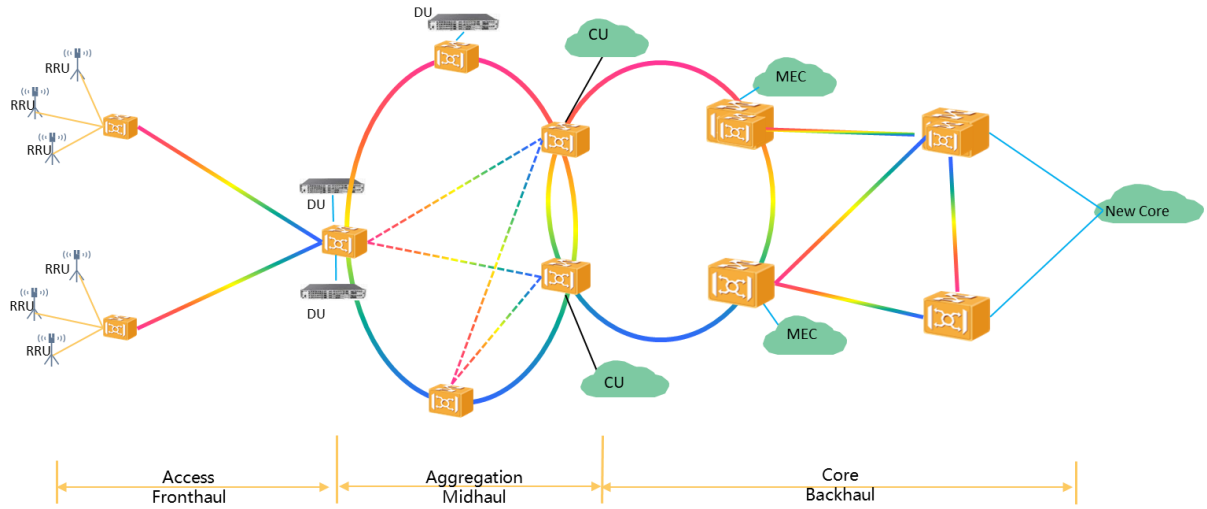 DU
CU
RRU
MEC
RRU
RRU
DU
New Core
RRU
RRU
DU
MEC
RRU
CU
Access
Fronthaul
Aggregation
Midhaul
Core
Backhaul